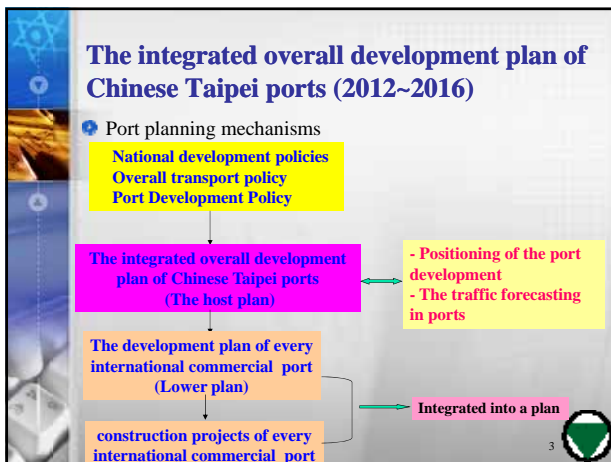 The integrated overall development plan of
Chinese Taipei ports (2012~2016)
Port planning mechanisms
National development policies
Overall transport policy
Port Development Policy
The integrated overall development
plan of Chinese Taipei ports
(The host plan)
- Positioning of the port
development
- The traffic forecasting
in ports
The development plan of every
international commercial port
(Lower plan)
Integrated into a plan
construction projects of every
international commercial port
3